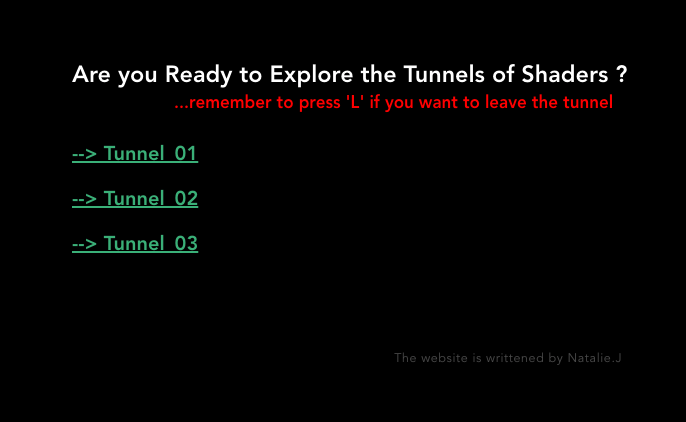 Are you Ready to Explore the Tunnels of Shaders ?
...remember to press 'L' if you want to leave the tunnel
--> Tunnel_01
--> Tunnel_02
--> Tunnel_03
The website is writtened by Natalie.J